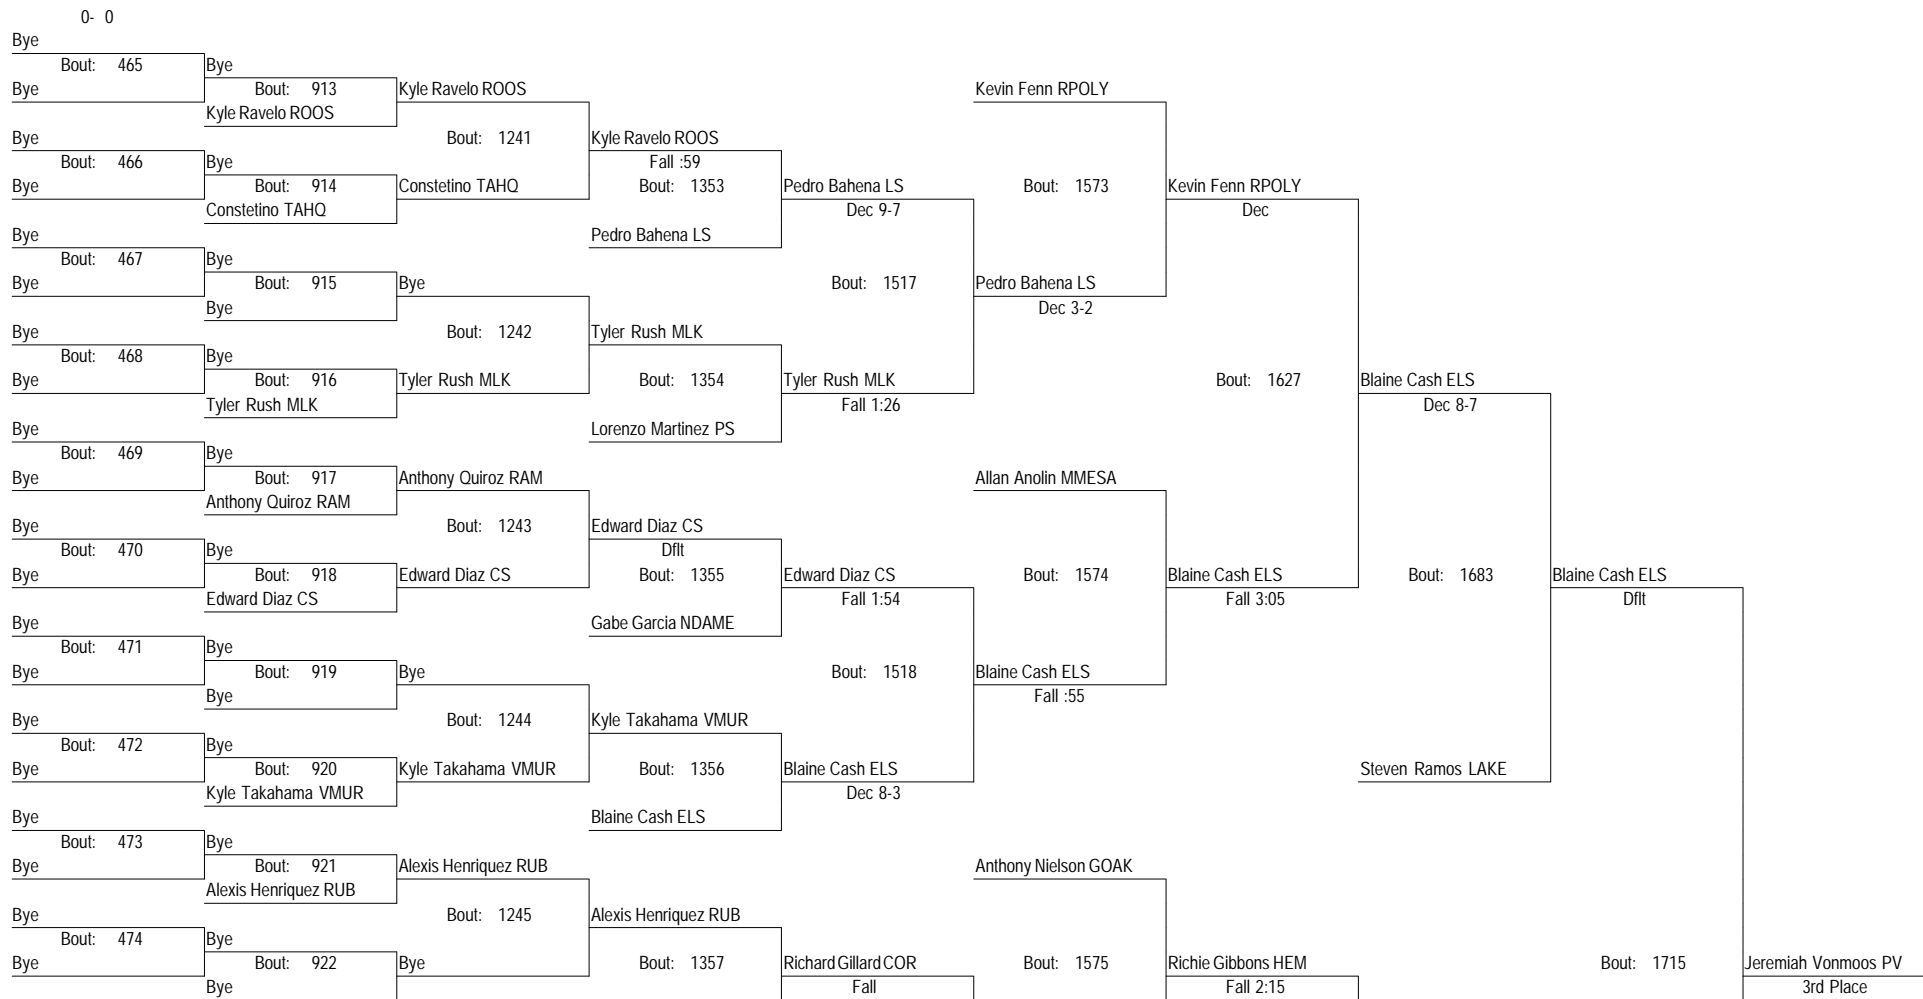 0- 0
Bye
Bout: 465 Bye
Bye Bout: 913 Kyle Ravelo ROOS Kevin Fenn RPOLY
Kyle Ravelo ROOS
Bye Bout: 1241 Kyle Ravelo ROOS
Bout: 466 Bye Fall :59
Bye Bout: 914 Constetino TAHQ Bout: 1353 Pedro Bahena LS Bout: 1573 Kevin Fenn RPOLY
Constetino TAHQ Dec 9-7 Dec
Bye Pedro Bahena LS
Bout: 467 Bye
Bye Bout: 915 Bye Bout: 1517 Pedro Bahena LS
Bye Dec 3-2
Bye Bout: 1242 Tyler Rush MLK
Bout: 468 Bye
Bye Bout: 916 Tyler Rush MLK Bout: 1354 Tyler Rush MLK Bout: 1627 Blaine Cash ELS
Tyler Rush MLK Fall 1:26 Dec 8-7
Bye Lorenzo Martinez PS
Bout: 469 Bye
Bye Bout: 917 Anthony Quiroz RAM Allan Anolin MMESA
Anthony Quiroz RAM
Bye Bout: 1243 Edward Diaz CS
Bout: 470 Bye Dflt
Bye Bout: 918 Edward Diaz CS Bout: 1355 Edward Diaz CS Bout: 1574 Blaine Cash ELS Bout: 1683 Blaine Cash ELS
Edward Diaz CS Fall 1:54 Fall 3:05 Dflt
Bye Gabe Garcia NDAME
Bout: 471 Bye
Bye Bout: 919 Bye Bout: 1518 Blaine Cash ELS
Bye Fall :55
Bye Bout: 1244 Kyle Takahama VMUR
Bout: 472 Bye
Bye Bout: 920 Kyle Takahama VMUR Bout: 1356 Blaine Cash ELS Steven Ramos LAKE
Kyle Takahama VMUR Dec 8-3
Bye Blaine Cash ELS
Bout: 473 Bye
Bye Bout: 921 Alexis Henriquez RUB Anthony Nielson GOAK
Alexis Henriquez RUB
Bye Bout: 1245 Alexis Henriquez RUB
Bout: 474 Bye
Bye Bout: 922 Bye Bout: 1357 Richard Gillard COR Bout: 1575 Richie Gibbons HEM Bout: 1715 Jeremiah Vonmoos PV
Bye Fall Fall 2:15 3rd Place